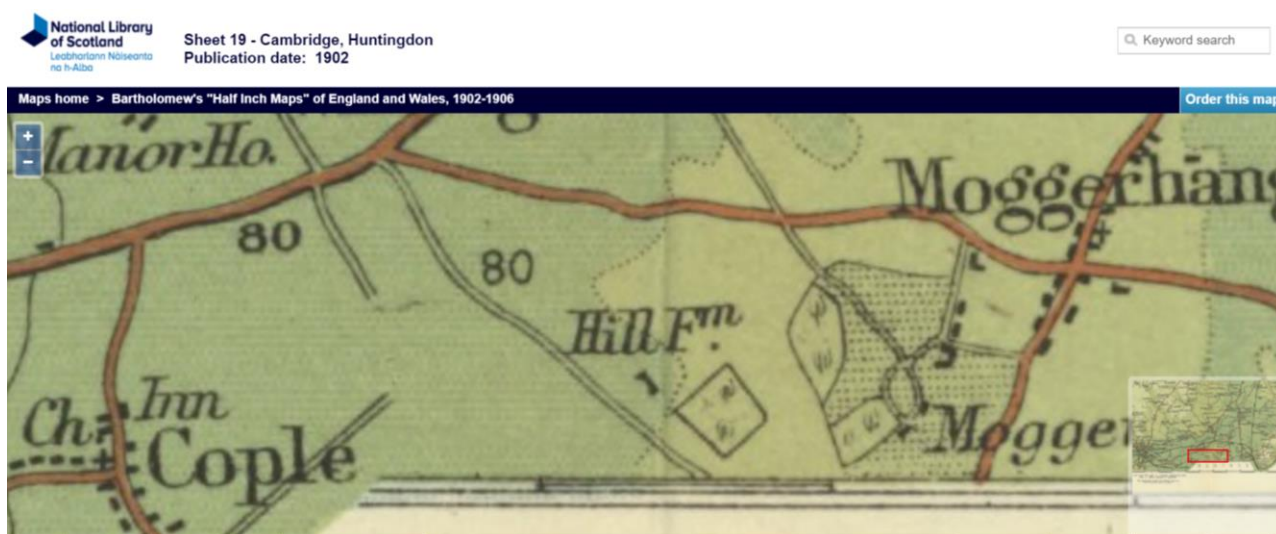 National Library
of Scotland
Leabharlann Nàiseanta
na h-Alba
Sheet 19 - Cambridge, Huntingdon
Publication date: 1902
Keyword search
Maps home > Bartholomew's "Half Inch Maps" of England and Wales, 1902-1906
Order this map
+
−
Manor Ho.
Moggerhang
80
80
Hill Fm.
Inn
Ch.
Cople
Mogger